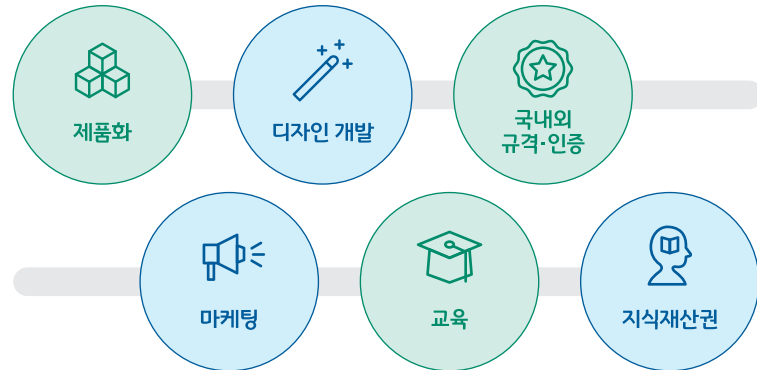 제품화
디자인 개발
국내외
규격·인증
마케팅
교육
지식재산권